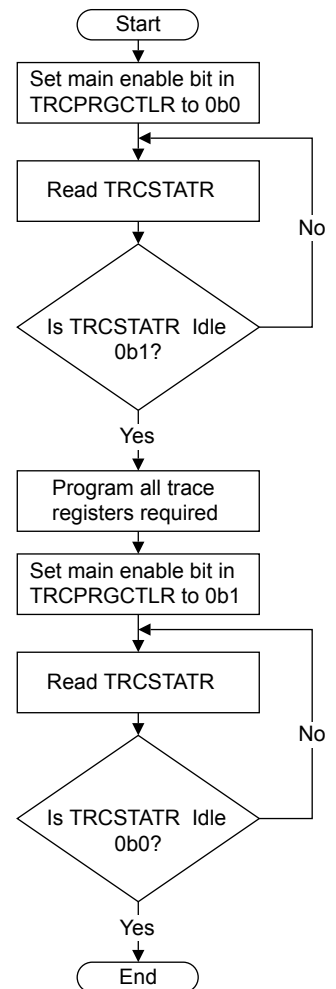 Start
Set main enable bit in
TRCPRGCTLR to 0b0
Read TRCSTATR
No
Is TRCSTATR Idle
0b1?
Yes
Program all trace
registers required
Set main enable bit in
TRCPRGCTLR to 0b1
Read TRCSTATR
No
Is TRCSTATR Idle
0b0?
Yes
End